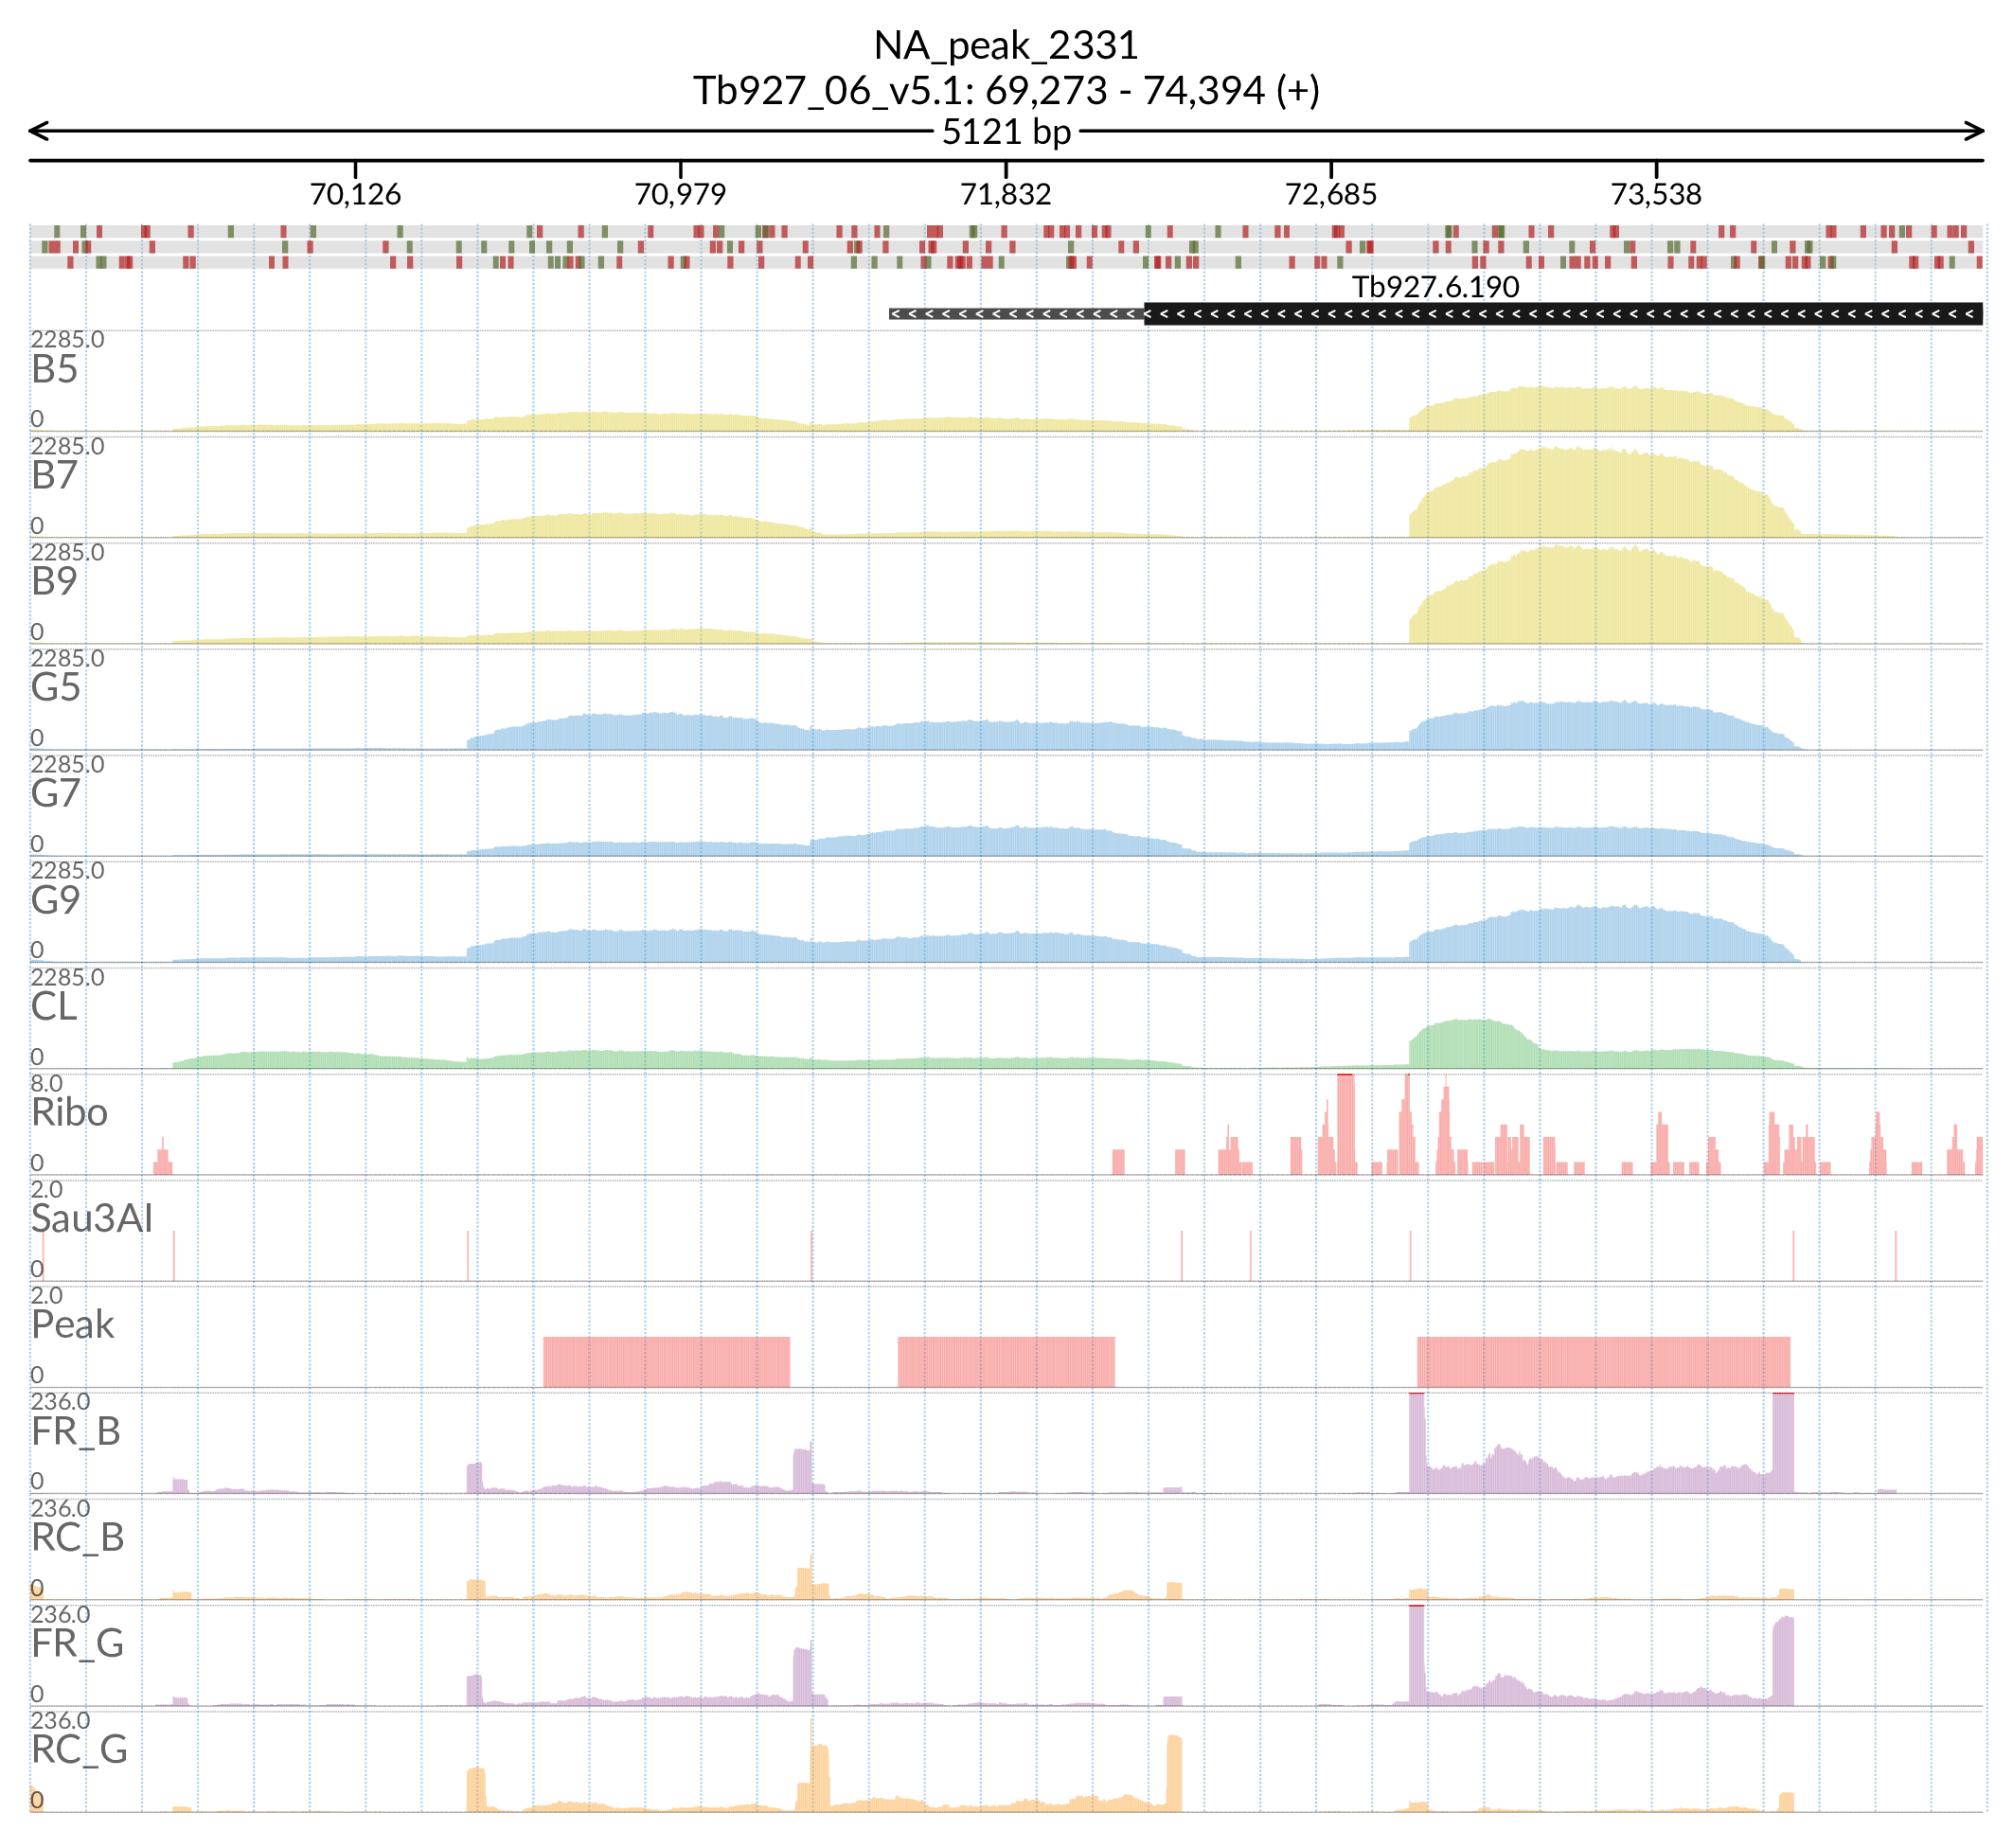 NA_peak_2331
Tb927_06_v5.1: 69,273 - 74,394 (+)
5121 bp
70,126 70,979 71,832 72,685 73,538
Tb927.6.190
2285.0
B5
0
2285.0
B7
0
2285.0
B9
0
2285.0
G5
0
2285.0
G7
0
2285.0
G9
0
2285.0
CL
0
8.0
Ribo
0
2.0
Sau3AI
0
2.0
Peak
0
236.0
FR_B
0
236.0
RC_B
0
236.0
FR_G
0
236.0
RC_G
0